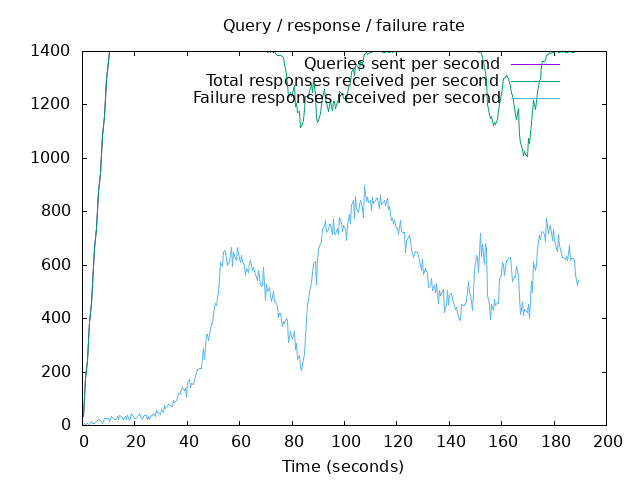 Query / response / failure rate
1400
Queries sent per second
Total responses received per second
Failure responses received per second
1200
1000
800
600
400
200
0
0 20 40 60 80 100 120 140 160 180 200
Time (seconds)